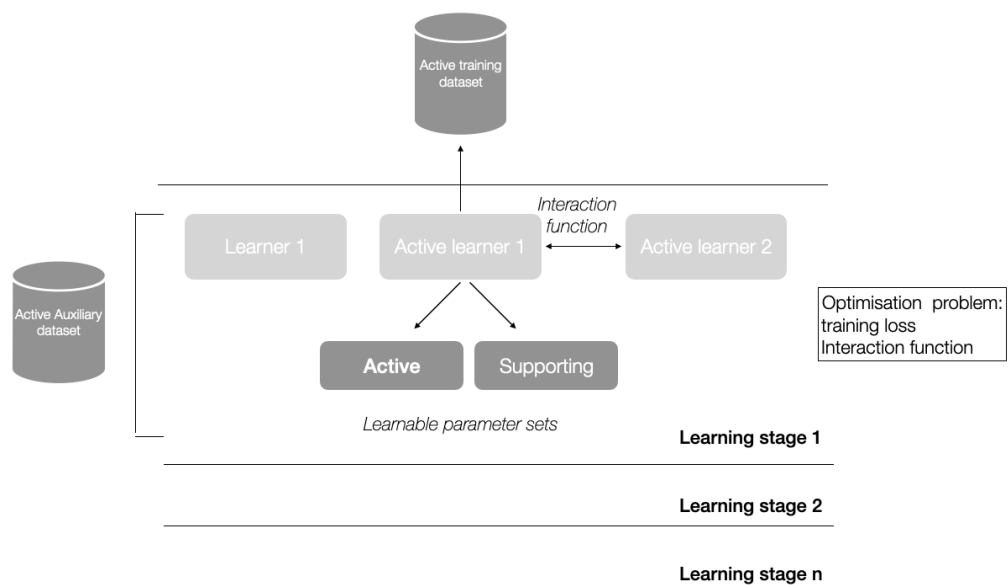 Active training
dataset
Interaction
function
Learner 1
Active learner 1
Active learner 2
Active Auxiliary
dataset
Optimisation problem:
training loss
Interaction function
Active
Supporting
Learnable parameter sets
Learning stage 1
Learning stage 2
Learning stage n